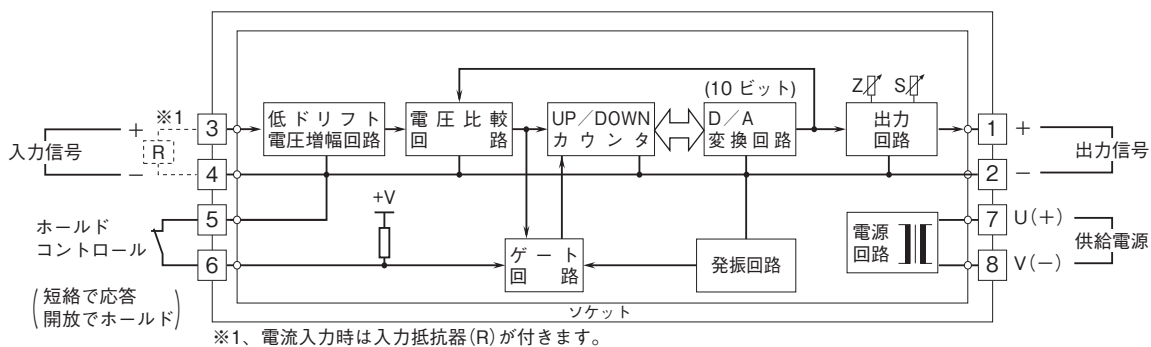 ※1
入力信号
+
−
R
3
4
5
6
ホールド
コントロール
(短絡で応答
開放でホールド)
低ドリフト
電圧増幅回路
電圧比較
回路
UP/DOWN
カウンタ
(10 ビット)
D/A
変換回路
Z
S
出力
回路
+V
ゲート
回路
発振回路
電源
回路
1
2
7
8
+
−
出力信号
U(+)
V(−)
供給電源
ソケット
※1、電流入力時は入力抵抗器(R)が付きます。